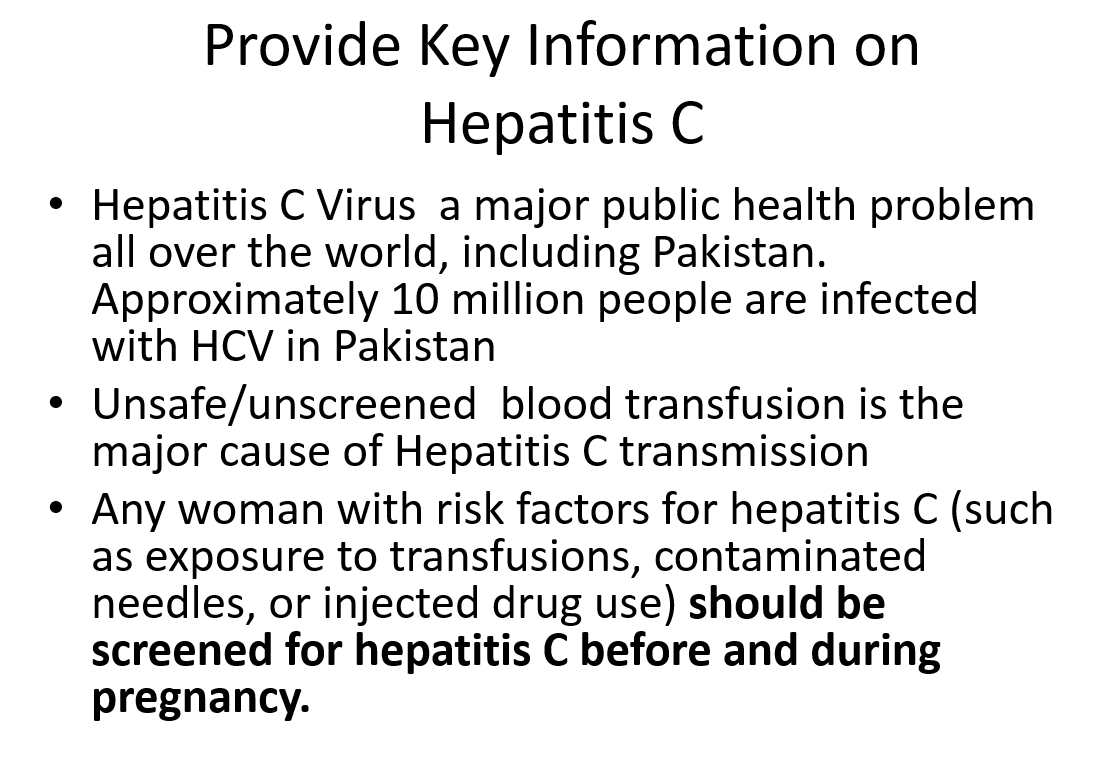 Provide Key Information on
Hepatitis C
• Hepatitis C Virus  a major public health problem
all over the world, including Pakistan.
Approximately 10 million people are infected
with HCV in Pakistan
• Unsafe/unscreened  blood transfusion is the
major cause of Hepatitis C transmission
• Any woman with risk factors for hepatitis C (such
as exposure to transfusions, contaminated
needles, or injected drug use) should be
screened for hepatitis C before and during
pregnancy.